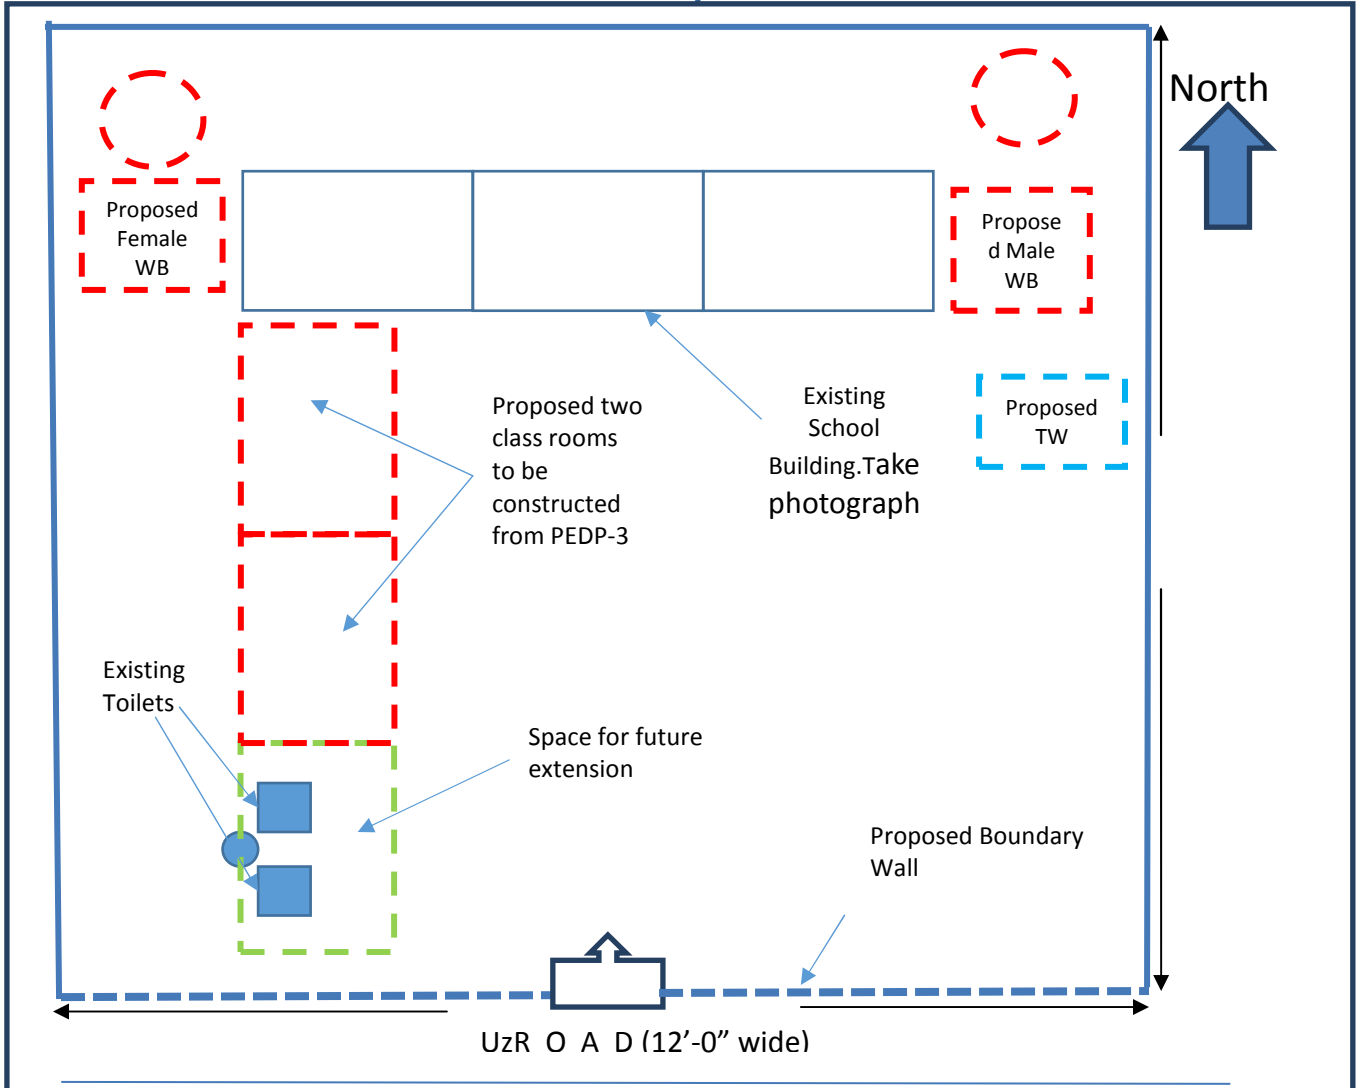 North
Proposed
Female
WB
Propose
d Male
WB
Proposed two
class rooms
to be
constructed
from PEDP-3
Existing
School
Building.Take
photograph
Proposed
TW
Existing
Toilets
Space for future
extension
Proposed Boundary
Wall
UzR O A D (12’-0” wide)